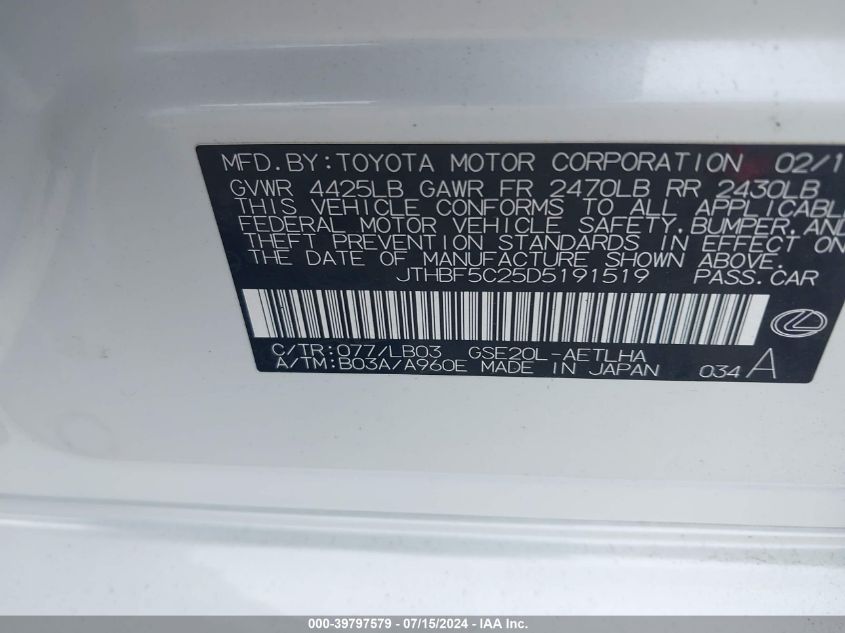 MFD. BY: TOYOTA MOTOR CORPORATION 02/1
GVWR 4425LB GAWR FR 2470LB RR 2430LB
THIS VEHICLE CONFORMS TO ALL APPLICABLE
FEDERAL MOTOR VEHICLE SAFETY, BUMPER, AND
THEFT PREVENTION STANDARDS IN EFFECT ON
THE DATE OF MANUFACTURE SHOWN ABOVE.
JTHBF5C25D5191519 PASS. CAR
C/TR: 077/LB03 GSE20L-AETLHA
A/TM: B03A/A960E MADE IN JAPAN 034 A
000-39797579 / 07/15/2024 - IAA Inc.